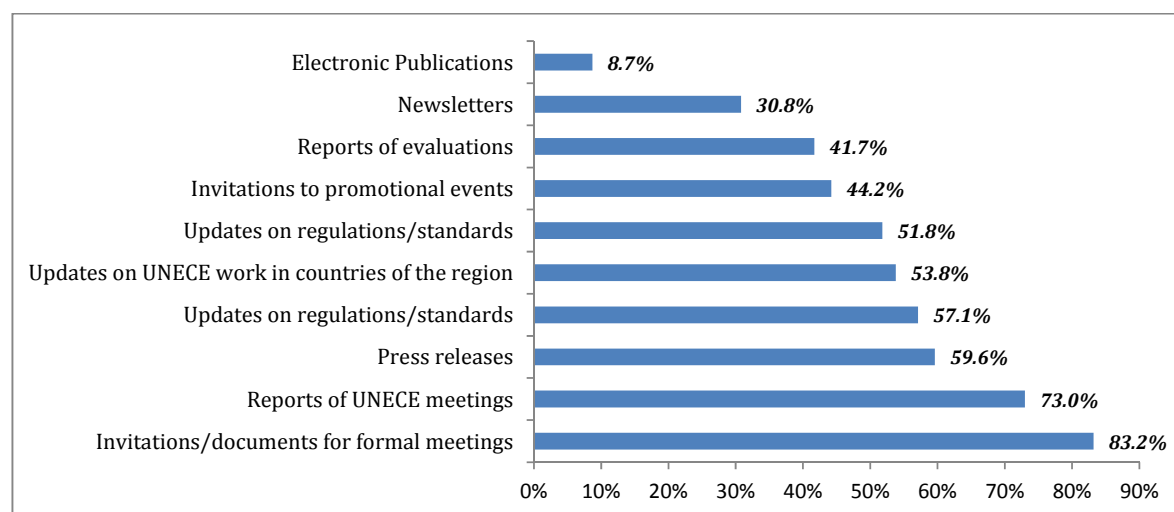 Electronic Publications 8.7%
Newsletters 30.8%
Reports of evaluations 41.7%
Invitations to promotional events 44.2%
Updates on regulations/standards 51.8%
Updates on UNECE work in countries of the region 53.8%
Updates on regulations/standards 57.1%
Press releases 59.6%
Reports of UNECE meetings 73.0%
Invitations/documents for formal meetings 83.2%
0% 10% 20% 30% 40% 50% 60% 70% 80% 90%